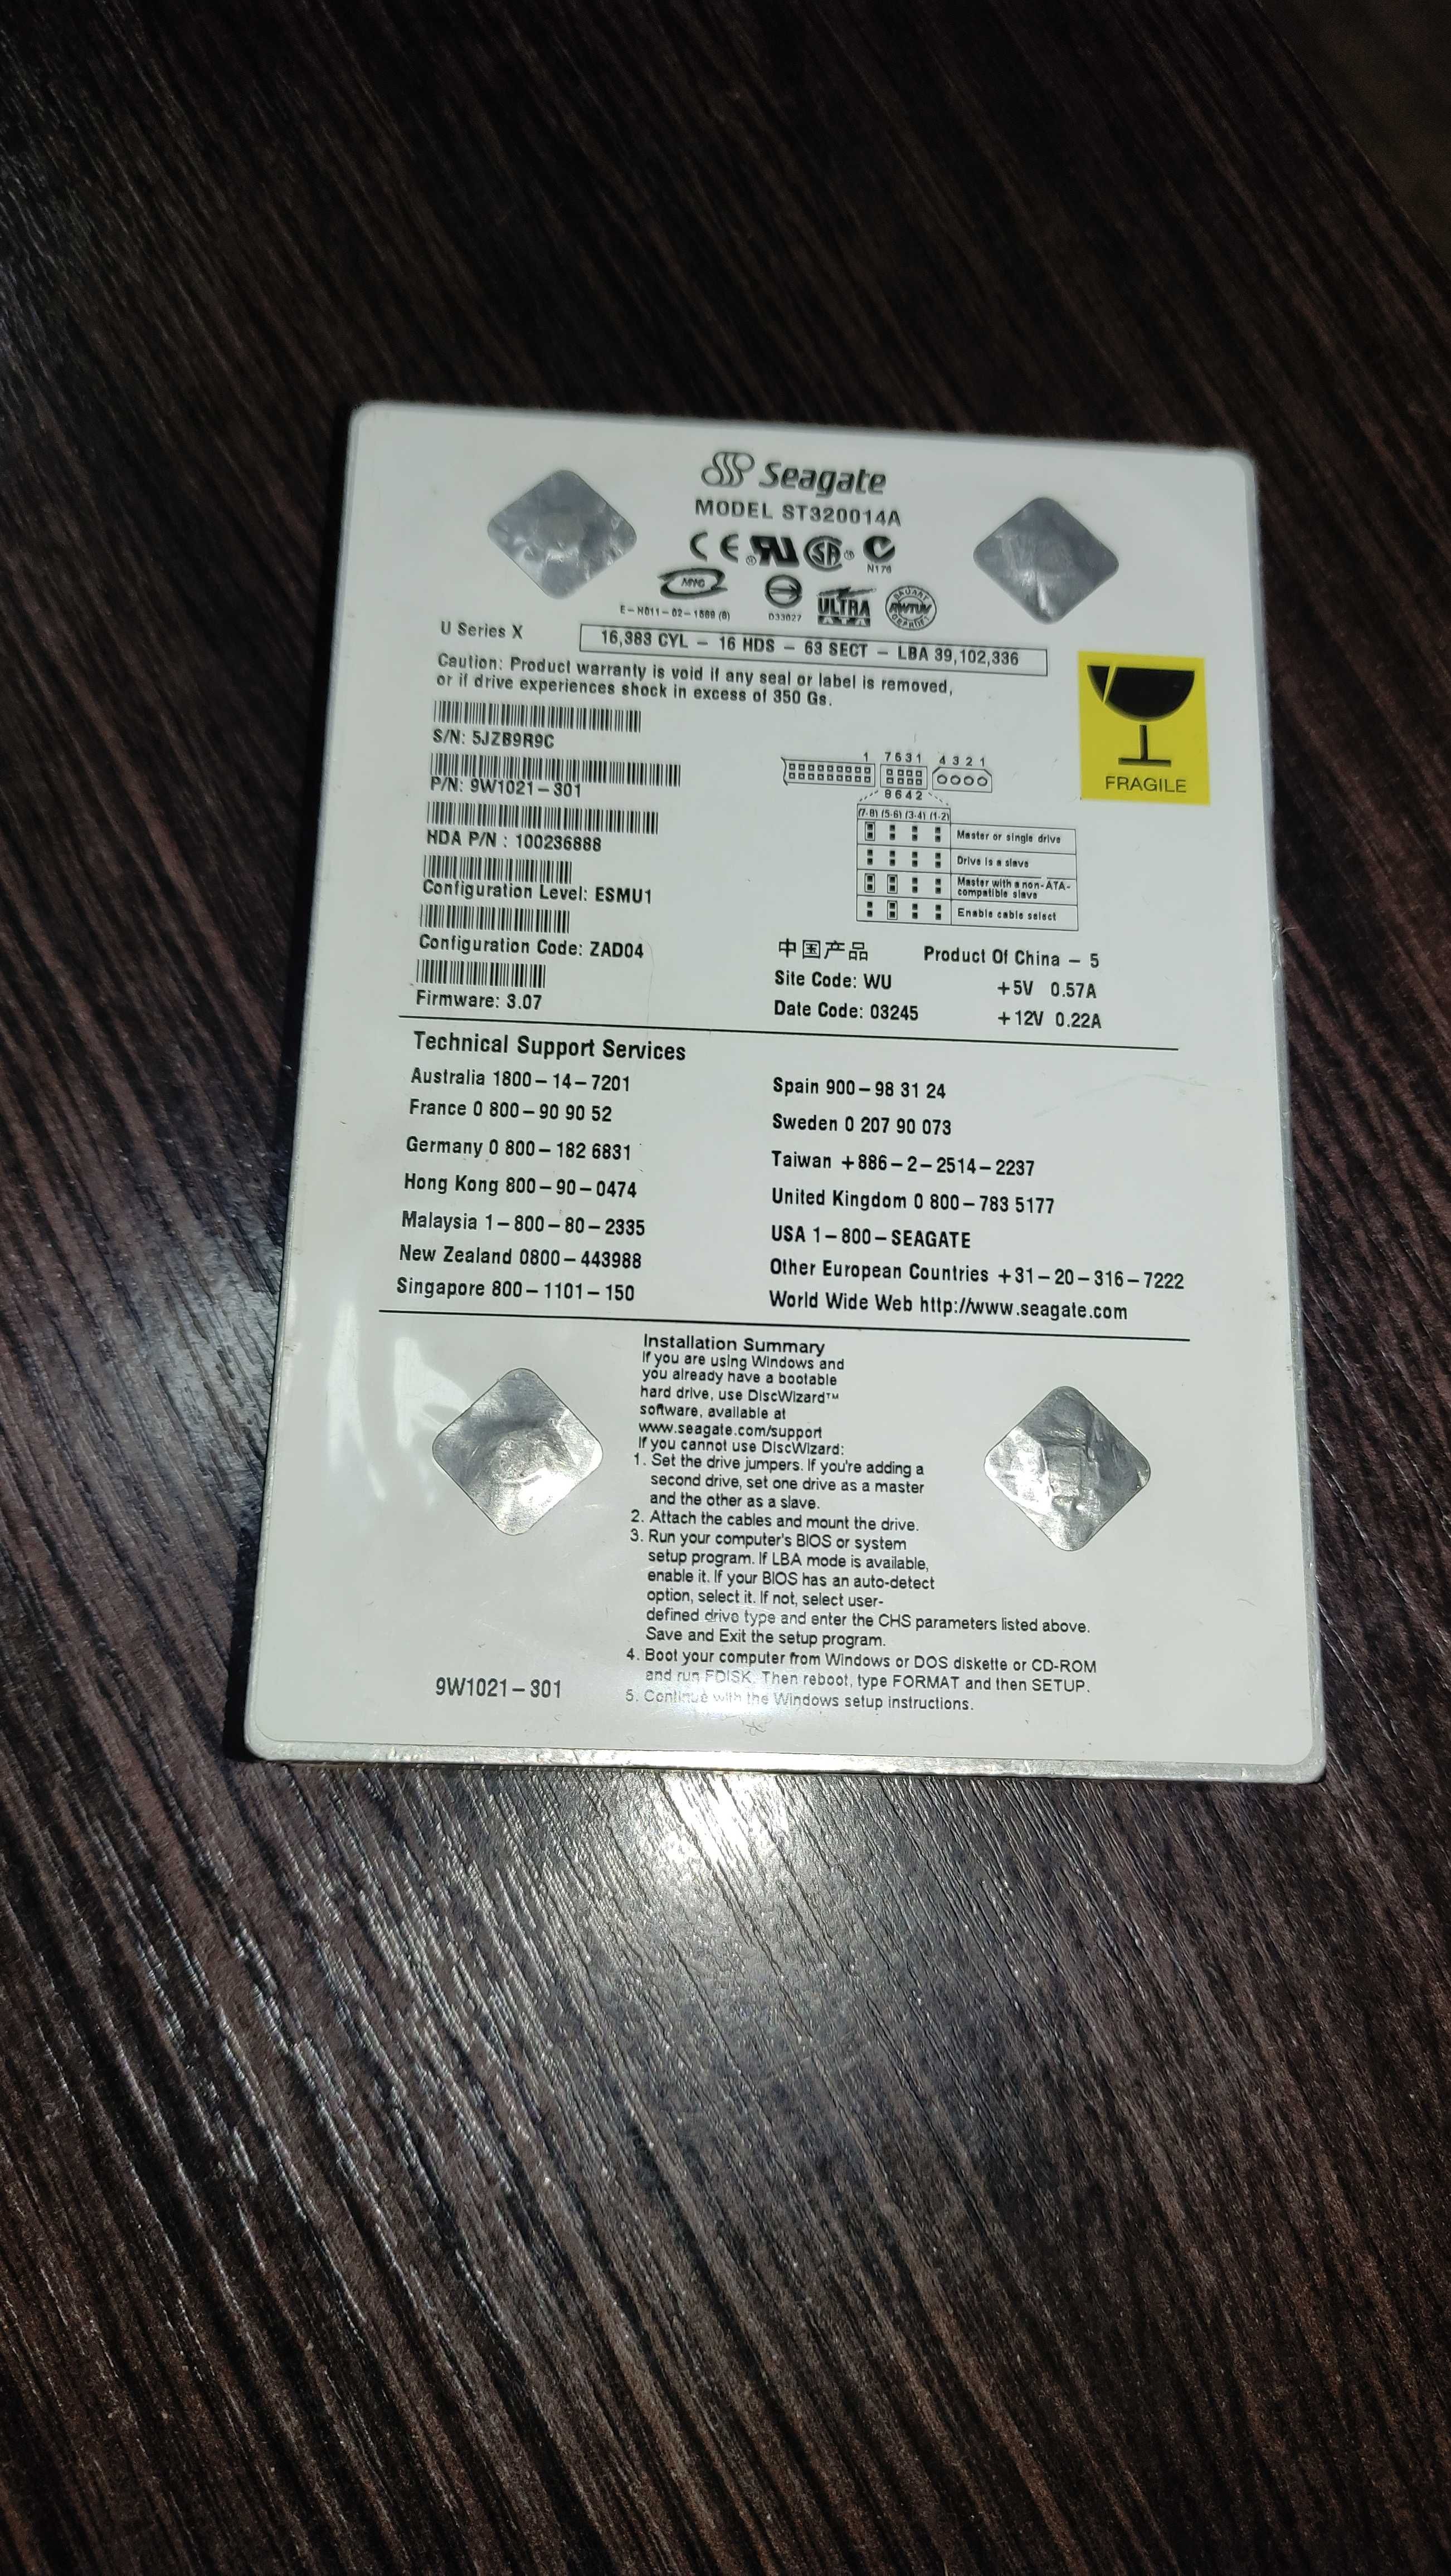 Seagate
MODEL ST320014A
CE
N176
E-H011-02-1689 (B)
D33027
ULTRA
ATA
U Series X
16,383 CYL – 16 HDS – 63 SECT – LBA 39,102,336
Caution: Product warranty is void if any seal or label is removed,
or if drive experiences shock in excess of 350 Gs.
S/N: 5JZB9R9C
P/N: 9W1021–301
HDA P/N : 100236888
Configuration Level: ESMU1
Configuration Code: ZAD04
Firmware: 3.07
FRAGILE
1 7531 4321
8642
(7-8) (5-6) (3-4) (1-2)
Master or single drive
Drive is a slave
Master with a non-ATA-
compatible slave
Enable cable select
中国产品 Product Of China – 5
Site Code: WU +5V 0.57A
Date Code: 03245 +12V 0.22A
Technical Support Services
Australia 1800–14–7201
France 0 800–90 90 52
Germany 0 800–182 6831
Hong Kong 800–90–0474
Malaysia 1–800–80–2335
New Zealand 0800–443988
Singapore 800–1101–150
Spain 900–98 31 24
Sweden 0 207 90 073
Taiwan +886–2–2514–2237
United Kingdom 0 800–783 5177
USA 1–800–SEAGATE
Other European Countries +31–20–316–7222
World Wide Web http://www.seagate.com
Installation Summary
If you are using Windows and
you already have a bootable
hard drive, use DiscWizard™
software, available at
www.seagate.com/support
If you cannot use DiscWizard:
1. Set the drive jumpers. If you're adding a
second drive, set one drive as a master
and the other as a slave.
2. Attach the cables and mount the drive.
3. Run your computer's BIOS or system
setup program. If LBA mode is available,
enable it. If your BIOS has an auto-detect
option, select it. If not, select user-
defined drive type and enter the CHS parameters listed above.
Save and Exit the setup program.
4. Boot your computer from Windows or DOS diskette or CD-ROM
and run FDISK. Then reboot, type FORMAT and then SETUP.
5. Continue with the Windows setup instructions.
9W1021–301